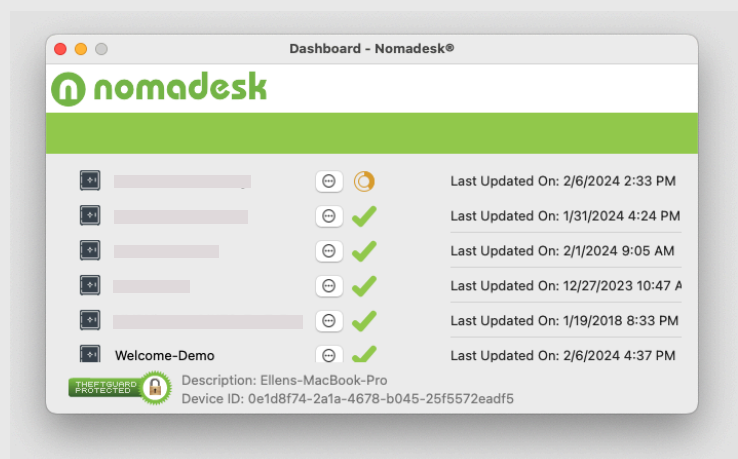 Dashboard - Nomadesk®
nomadesk
Last Updated On: 2/6/2024 2:33 PM
Last Updated On: 1/31/2024 4:24 PM
Last Updated On: 2/1/2024 9:05 AM
Last Updated On: 12/27/2023 10:47 A
Last Updated On: 1/19/2018 8:33 PM
Welcome-Demo Last Updated On: 2/6/2024 4:37 PM
THEFTGUARD
PROTECTED
Description: Ellens-MacBook-Pro
Device ID: 0e1d8f74-2a1a-4678-b045-25f5572eadf5